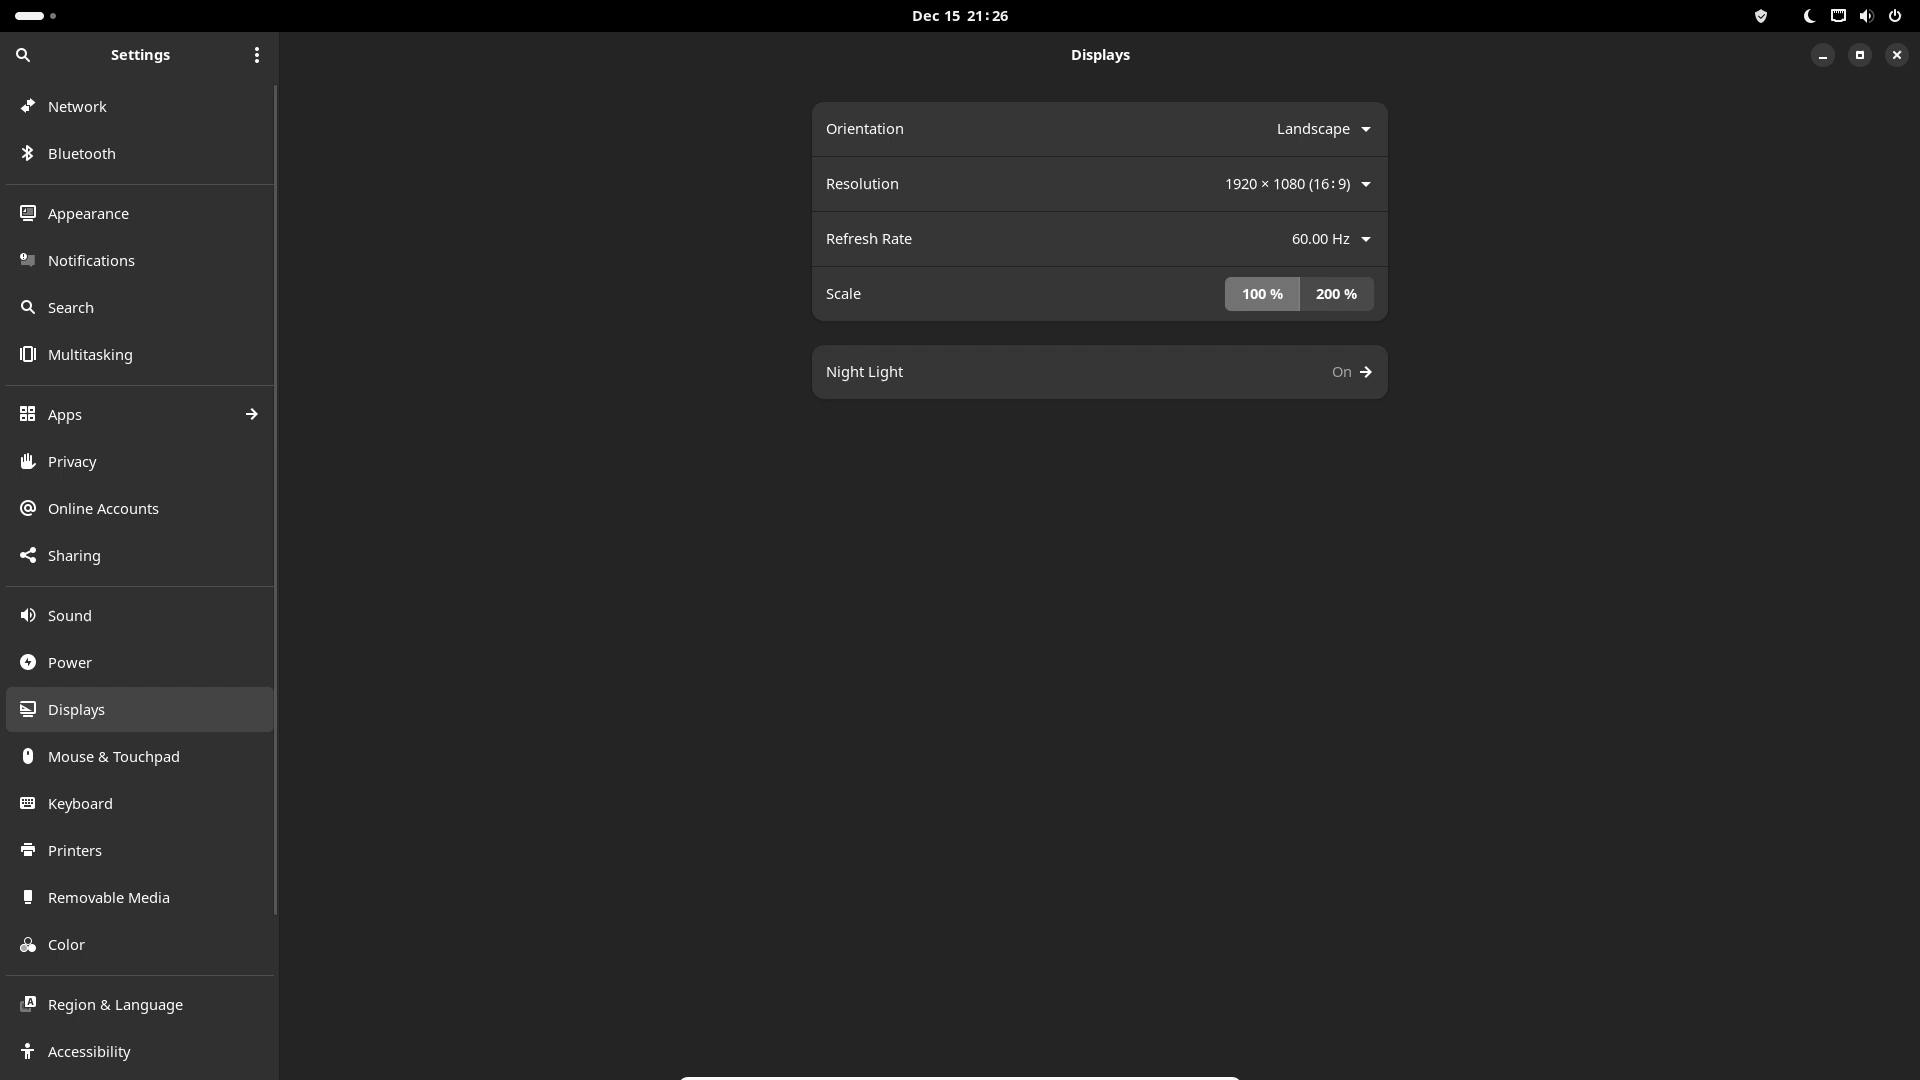 Dec 15 21:26
Settings
Displays
Network
Bluetooth
Appearance
Notifications
Search
Multitasking
Apps
Privacy
Online Accounts
Sharing
Sound
Power
Displays
Mouse & Touchpad
Keyboard
Printers
Removable Media
Color
Region & Language
Accessibility
Orientation Landscape
Resolution 1920 × 1080 (16:9)
Refresh Rate 60.00 Hz
Scale 100 % 200 %
Night Light On